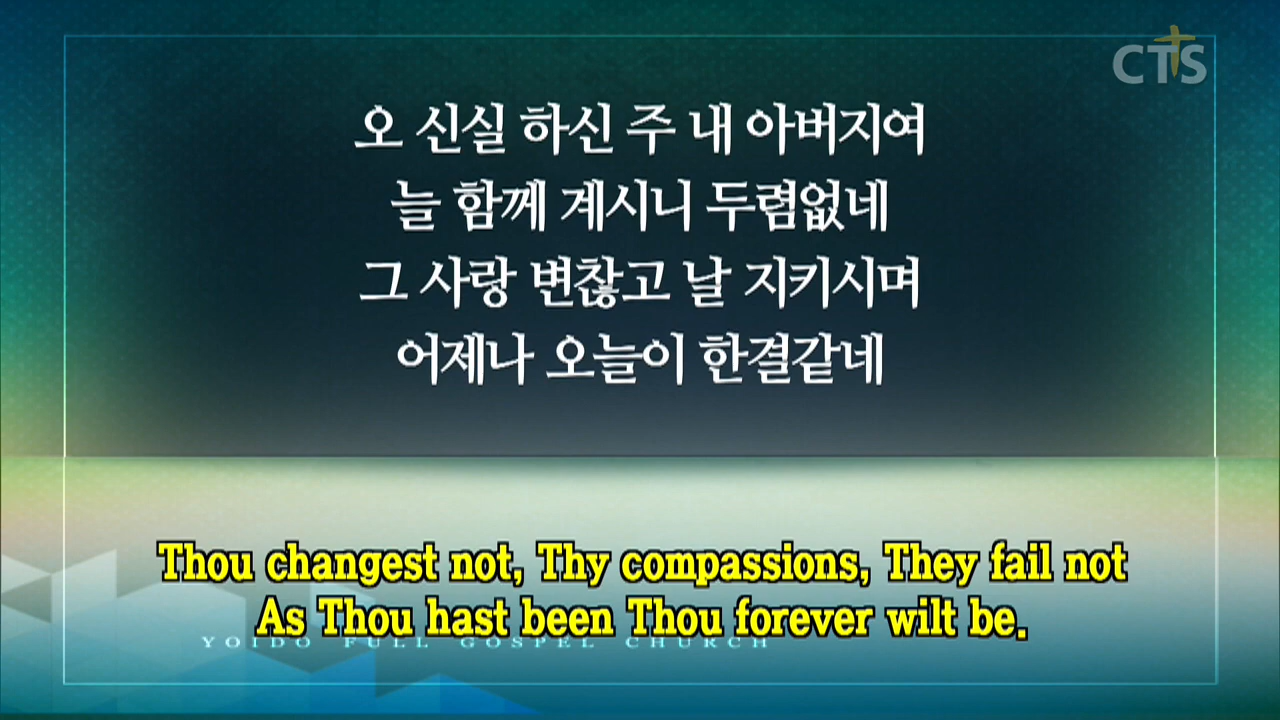 CTS
오 신실 하신 주 내 아버지여
늘 함께 계시니 두렴없네
그 사랑 변찮고 날 지키시며
어제나 오늘이 한결같네
Thou changest not, Thy compassions, They fail not
As Thou hast been Thou forever wilt be.
YOIDO FULL GOSPEL CHURCH